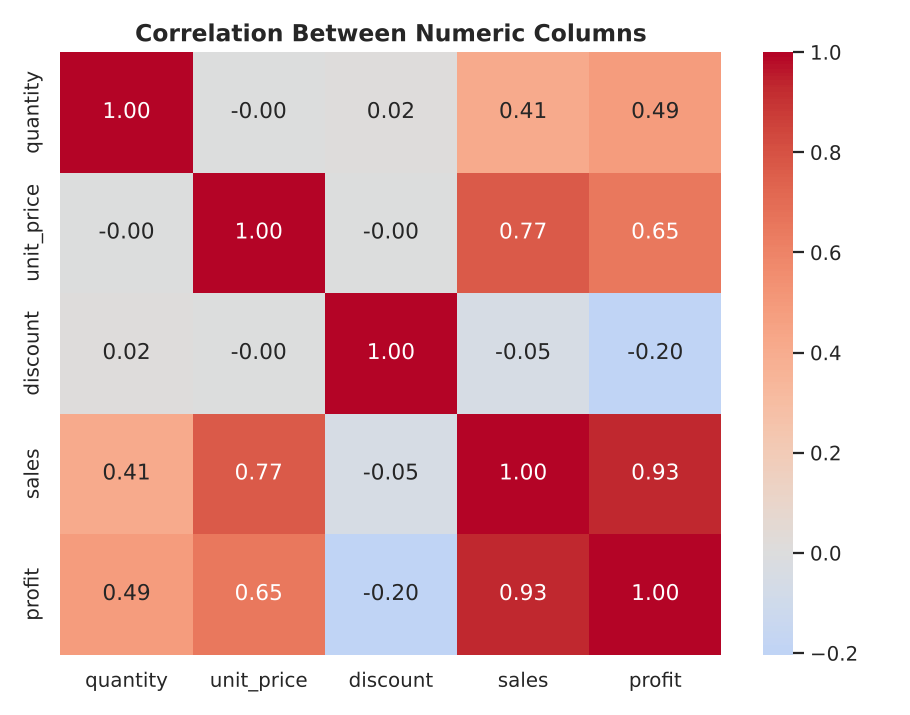 Correlation Between Numeric Columns
quantity 1.00 -0.00 0.02 0.41 0.49
unit_price -0.00 1.00 -0.00 0.77 0.65
discount 0.02 -0.00 1.00 -0.05 -0.20
sales 0.41 0.77 -0.05 1.00 0.93
profit 0.49 0.65 -0.20 0.93 1.00
quantity unit_price discount sales profit
1.0
0.8
0.6
0.4
0.2
0.0
−0.2